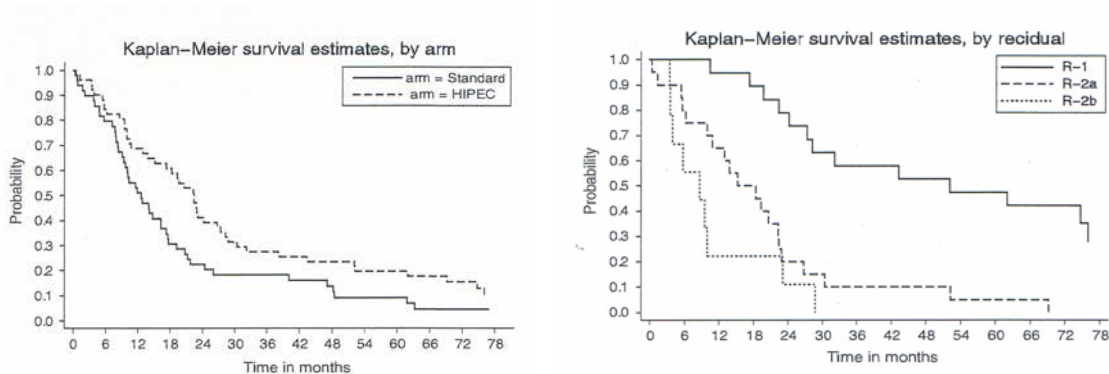 Kaplan-Meier survival estimates, by arm
arm = Standard
arm = HIPEC
Probability
1.0
0.9
0.8
0.7
0.6
0.5
0.4
0.3
0.2
0.1
0.0
0 6 12 18 24 30 36 42 48 54 60 66 72 78
Time in months
Kaplan-Meier survival estimates, by recidual
R-1
R-2a
R-2b
Probability
1.0
0.9
0.8
0.7
0.6
0.5
0.4
0.3
0.2
0.1
0.0
0 6 12 18 24 30 36 42 48 54 60 66 72 78
Time in months